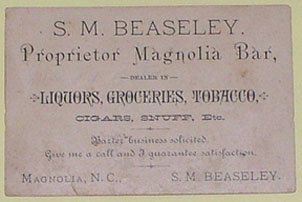 S. M. BEASELEY.
Proprietor Magnolia Bar,
— DEALER IN —
LIQUORS, GROCERIES, TOBACCO,
CIGARS, SNUFF, Etc.
Barter business solicited.
Give me a call and I guarantee satisfaction.
MAGNOLIA, N. C., S. M. BEASELEY.